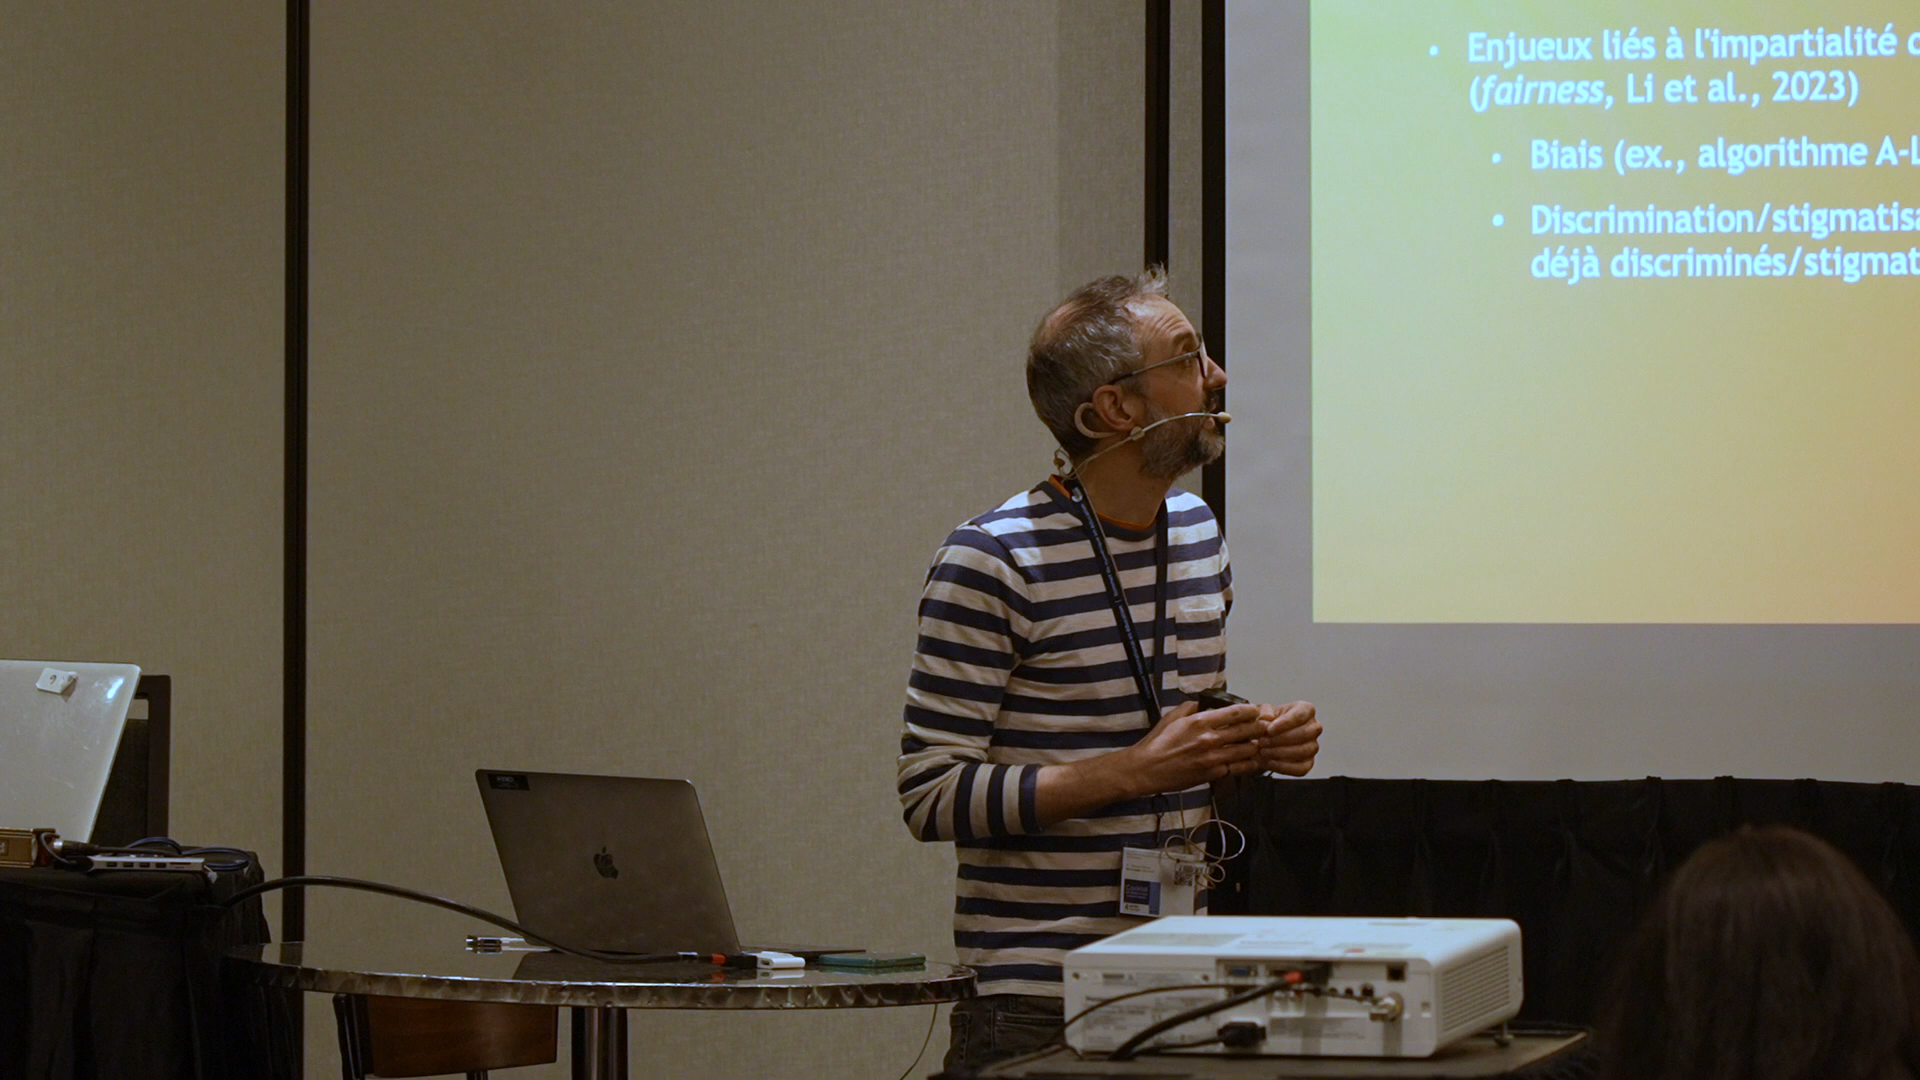 Enjueux liés à l'impartialité
(fairness, Li et al., 2023)
Biais (ex., algorithme A-L
Discrimination/stigmatisa
déjà discriminés/stigmat